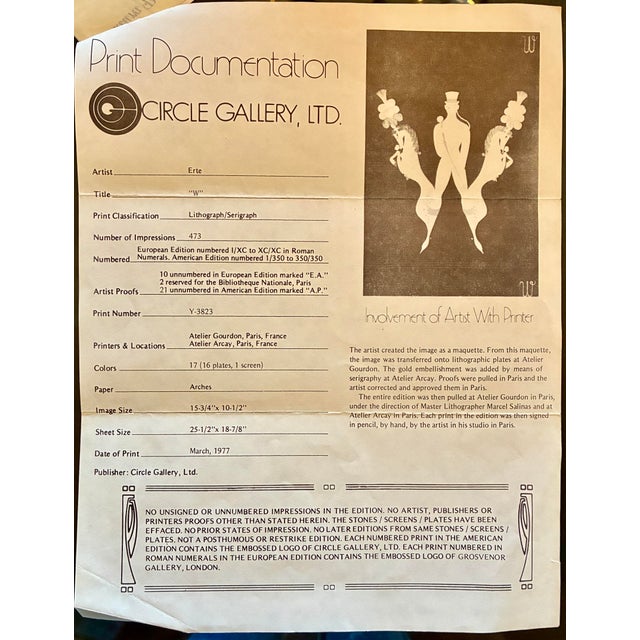 Print Documentation
CIRCLE GALLERY, LTD.
Artist Erte
Title "W"
Print Classification Lithograph/Serigraph
Number of Impressions 473
European Edition numbered I/XC to XC/XC in Roman
Numbered Numerals. American Edition numbered 1/350 to 350/350
10 unnumbered in European Edition marked "E.A."
2 reserved for the Bibliotheque Nationale, Paris
Artist Proofs 21 unnumbered in American Edition marked "A.P."
Print Number Y-3823
Atelier Gourdon, Paris, France
Printers & Locations Atelier Arcay, Paris, France
Colors 17 (16 plates, 1 screen)
Paper Arches
Image Size 15-3/4" x 10-1/2"
Sheet Size 25-1/2" x 18-7/8"
Date of Print March, 1977
Publisher: Circle Gallery, Ltd.
W
W
Involvement of Artist With Printer
The artist created the image as a maquette. From this maquette,
the image was transferred onto lithographic plates at Atelier
Gourdon. The gold embellishment was added by means of
serigraphy at Atelier Arcay. Proofs were pulled in Paris and the
artist corrected and approved them in Paris.
The entire edition was then pulled at Atelier Gourdon in Paris,
under the direction of Master Lithographer Marcel Salinas and at
Atelier Arcay in Paris. Each print in the edition was then signed
in pencil, by hand, by the artist in his studio in Paris.
NO UNSIGNED OR UNNUMBERED IMPRESSIONS IN THE EDITION. NO ARTIST, PUBLISHERS OR
PRINTERS PROOFS OTHER THAN STATED HEREIN. THE STONES / SCREENS / PLATES HAVE BEEN
EFFACED. NO PRIOR STATES OF IMPRESSION. NO LATER EDITIONS FROM SAME STONES / SCREENS /
PLATES. NOT A POSTHUMOUS OR RESTRIKE EDITION. EACH NUMBERED PRINT IN THE AMERICAN
EDITION CONTAINS THE EMBOSSED LOGO OF CIRCLE GALLERY, LTD. EACH PRINT NUMBERED IN
ROMAN NUMERALS IN THE EUROPEAN EDITION CONTAINS THE EMBOSSED LOGO OF GROSVENOR
GALLERY, LONDON.